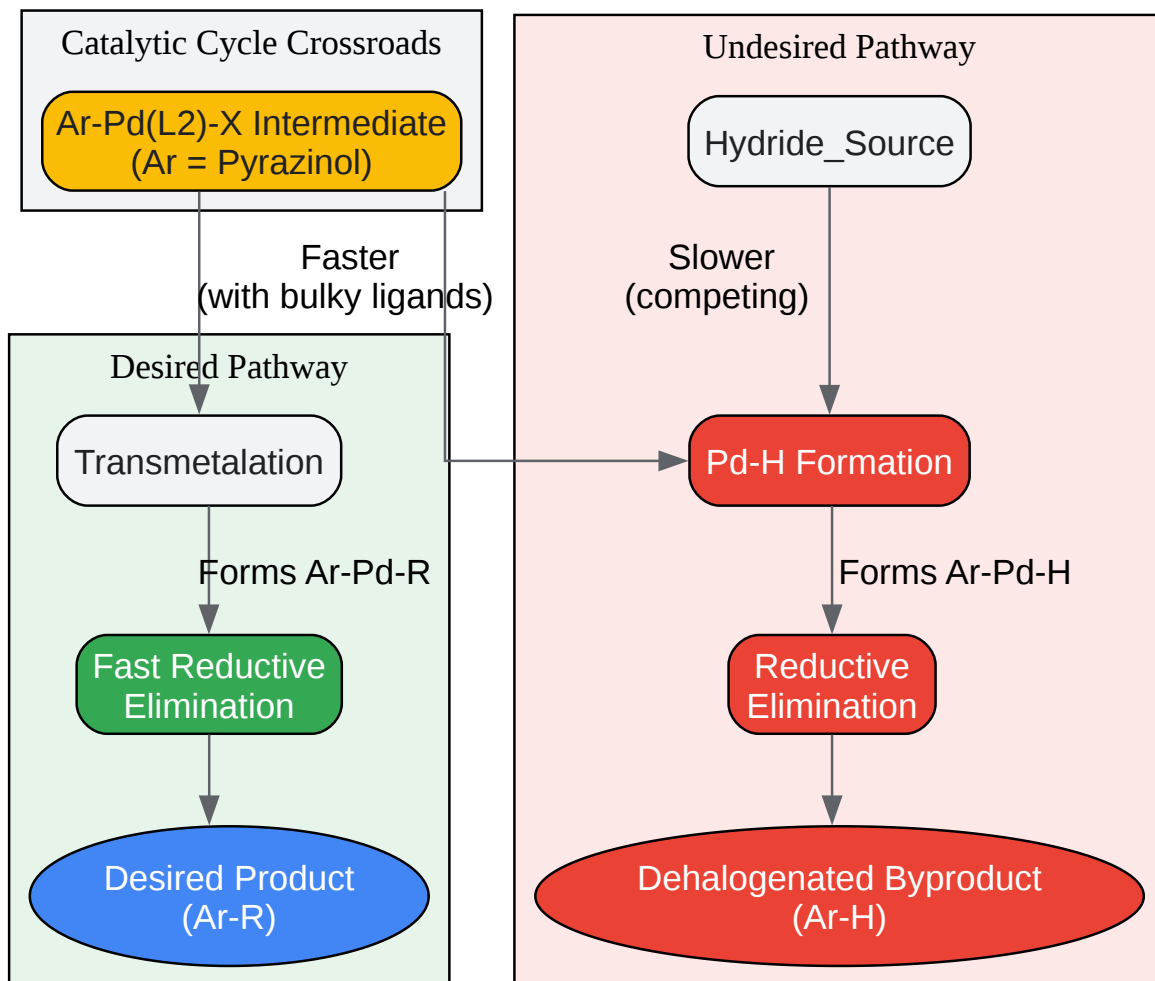 Catalytic Cycle Crossroads
Ar-Pd(L2)-X Intermediate
(Ar = Pyrazinol)
Undesired Pathway
Hydride_Source
Faster
(with bulky ligands)
Slower
(competing)
Desired Pathway
Transmetalation
Pd-H Formation
Forms Ar-Pd-R
Forms Ar-Pd-H
Fast Reductive
Elimination
Reductive
Elimination
Desired Product
(Ar-R)
Dehalogenated Byproduct
(Ar-H)